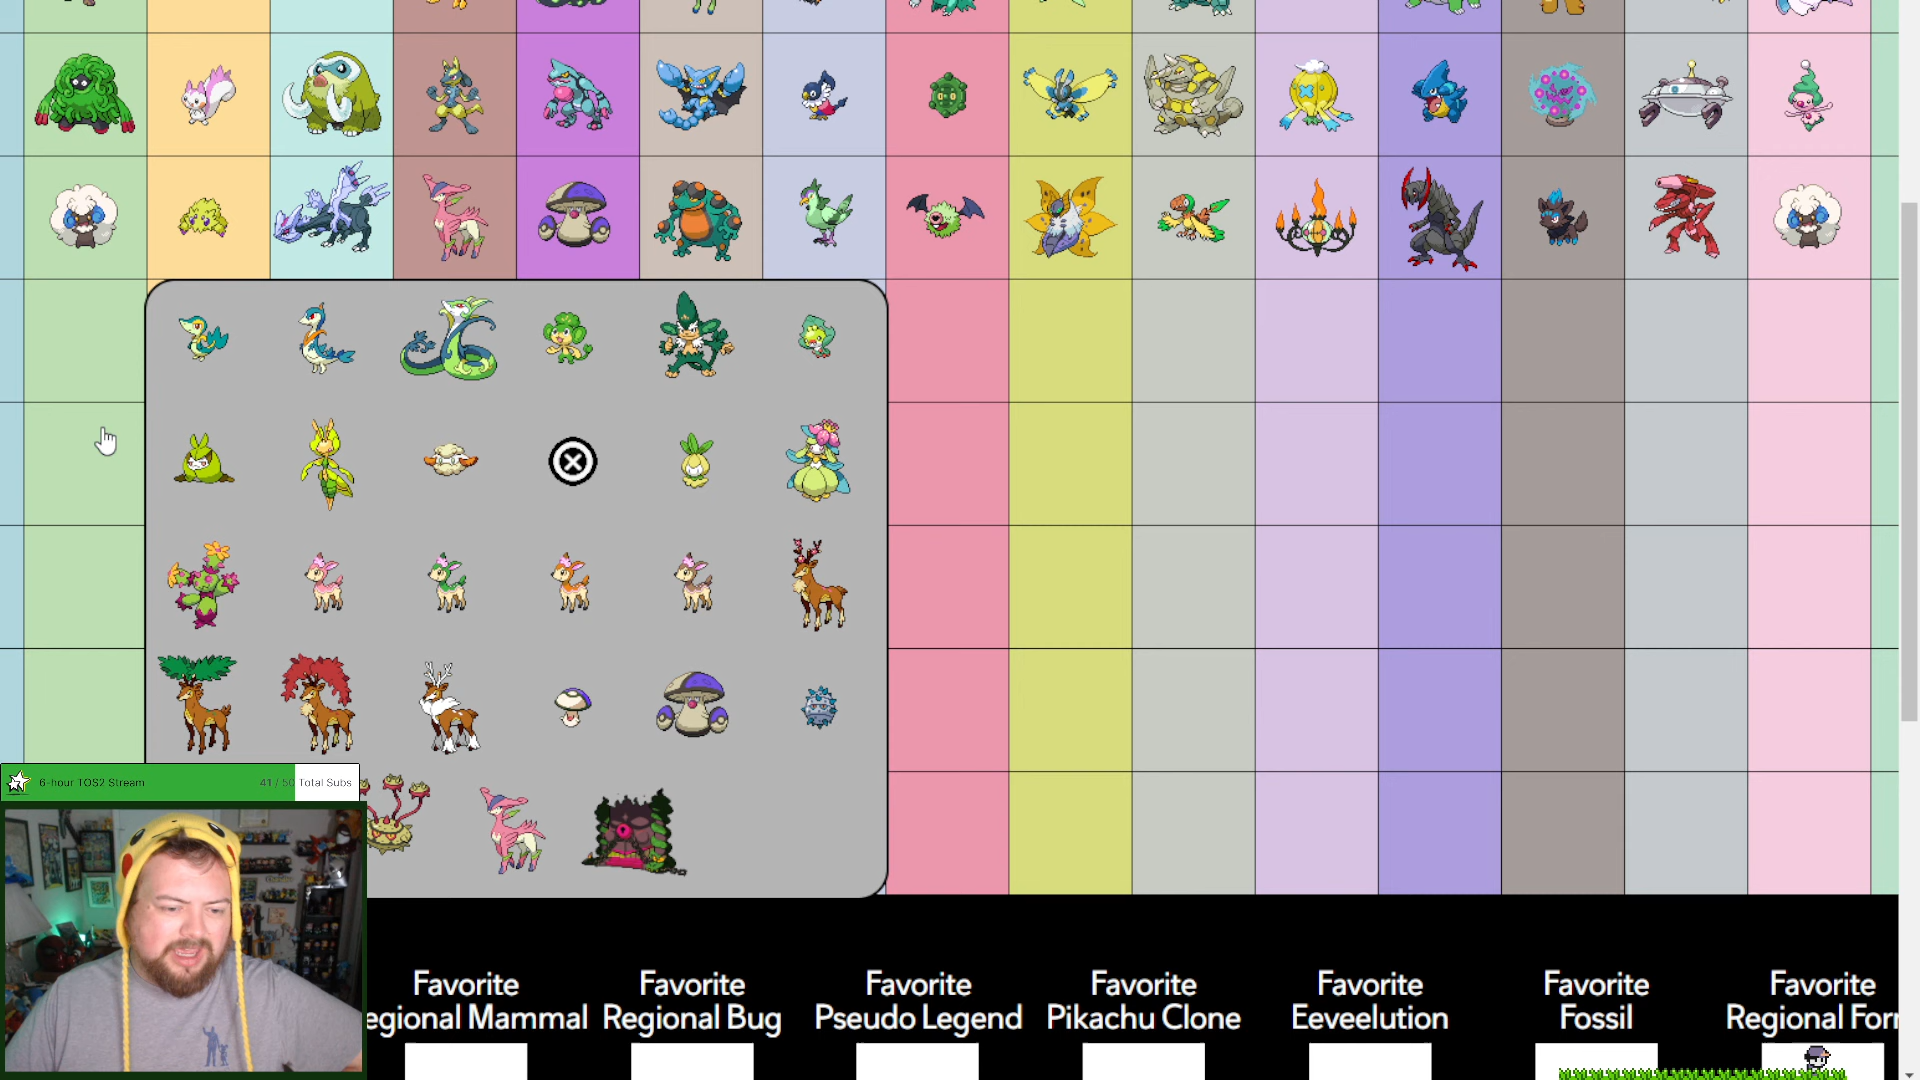 6-hour TOS2 Stream 41 / 50 Total Subs
Favorite
egional Mammal
Favorite
Regional Bug
Favorite
Pseudo Legend
Favorite
Pikachu Clone
Favorite
Eeveelution
Favorite
Fossil
Favorite
Regional Forr